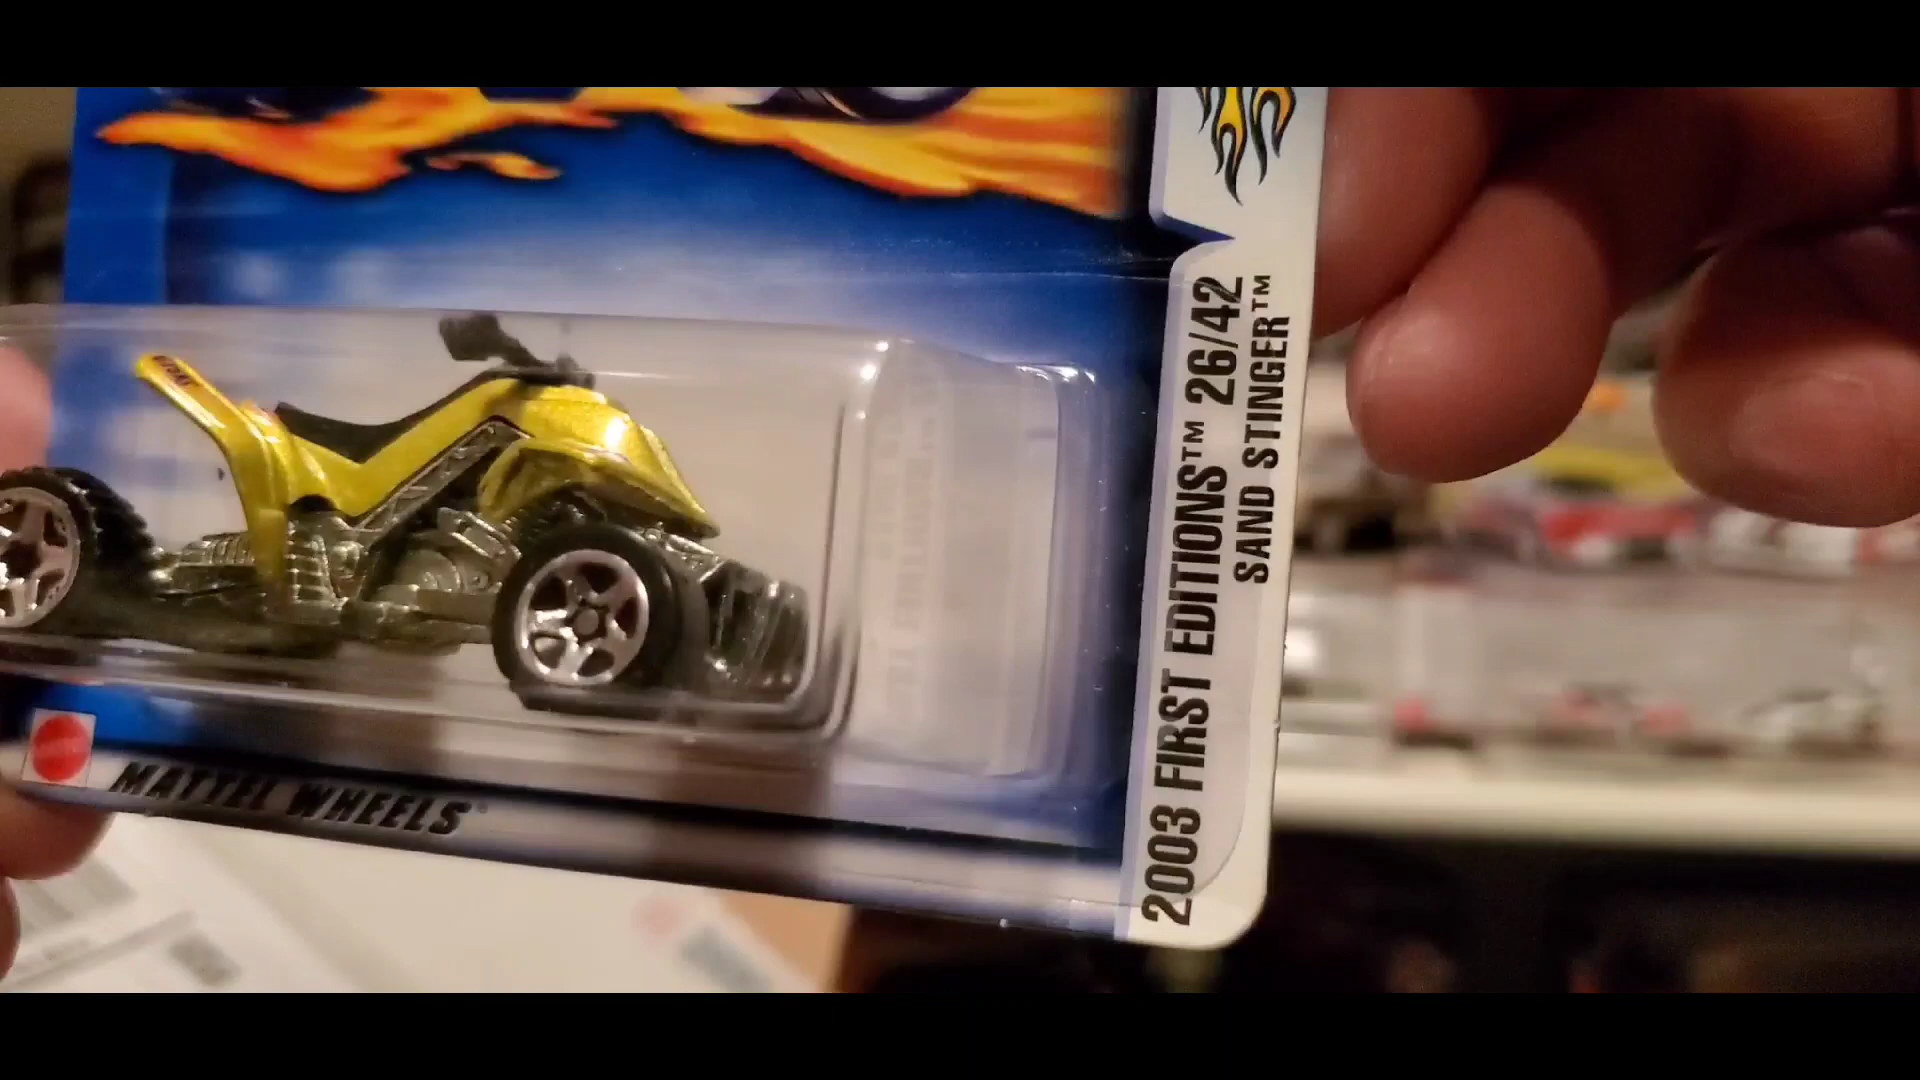 2003 FIRST EDITIONS™ 26/42
SAND STINGER™
MATTEL WHEELS®